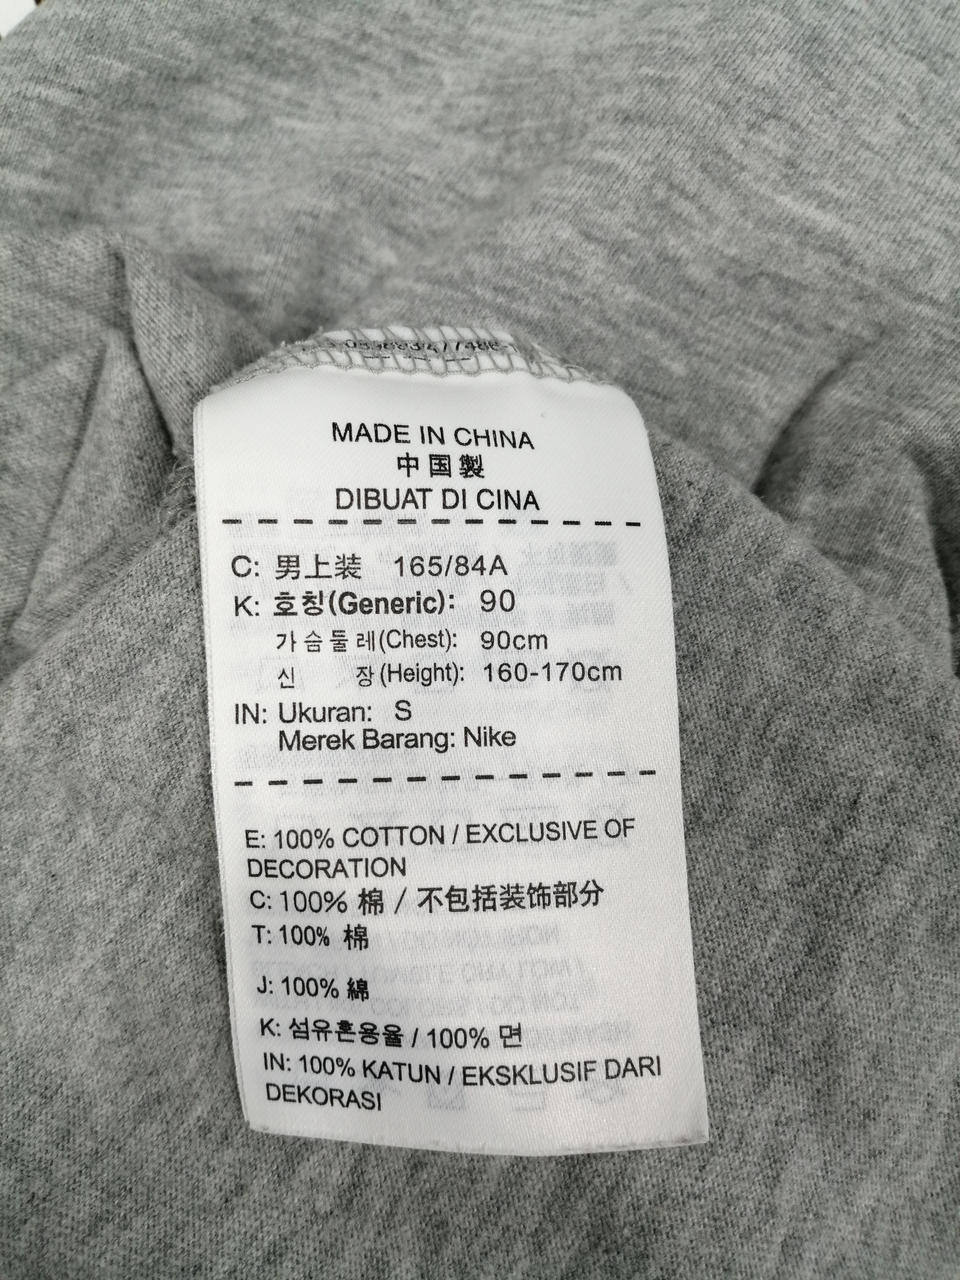 MADE IN CHINA
中国製
DIBUAT DI CINA
C: 男上装 165/84A
K: 호칭(Generic): 90
가슴둘레(Chest): 90cm
신 장(Height): 160-170cm
IN: Ukuran: S
Merek Barang: Nike
E: 100% COTTON / EXCLUSIVE OF
DECORATION
C: 100% 棉 / 不包括装饰部分
T: 100% 棉
J: 100% 綿
K: 섬유혼용율 / 100% 면
IN: 100% KATUN / EKSKLUSIF DARI
DEKORASI